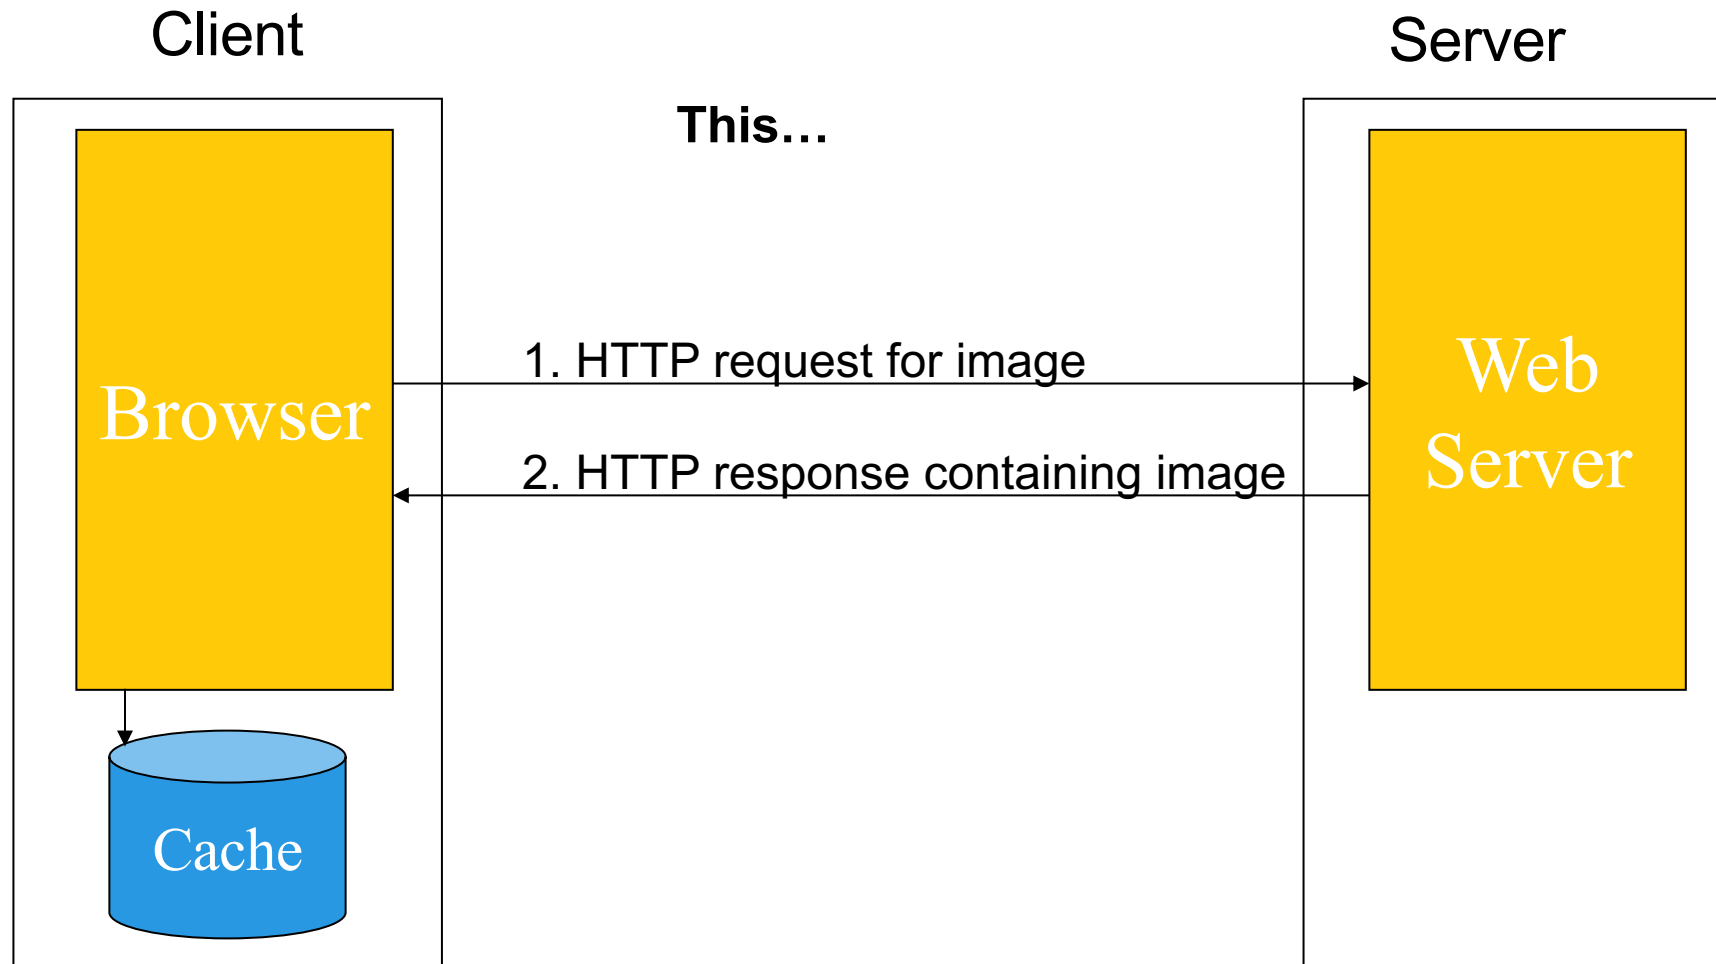 Client
Server
This…
1. HTTP request for image
Browser
Web
Server
2. HTTP response containing image
Cache